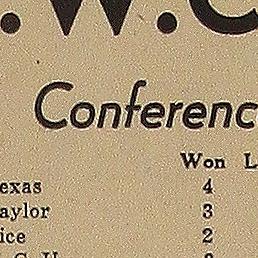 .W.C
Conferenc
Won L
exas 4
aylor 3
ice 2